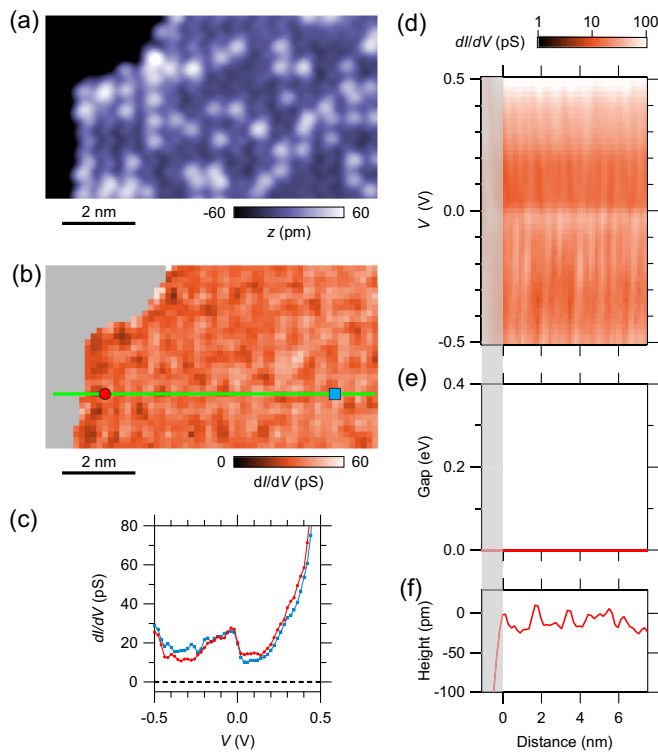 (a)
2 nm
-60
60
z (pm)
(b)
2 nm
0
60
dI/dV (pS)
(c)
80
60
40
20
0
dI/dV (pS)
-0.5
0.0
0.5
V (V)
(d)
dI/dV (pS)
1
10
100
0.5
0.0
-0.5
V (V)
(e)
0.4
0.2
0.0
Gap (eV)
(f)
0
-50
-100
Height (pm)
0
2
4
6
Distance (nm)